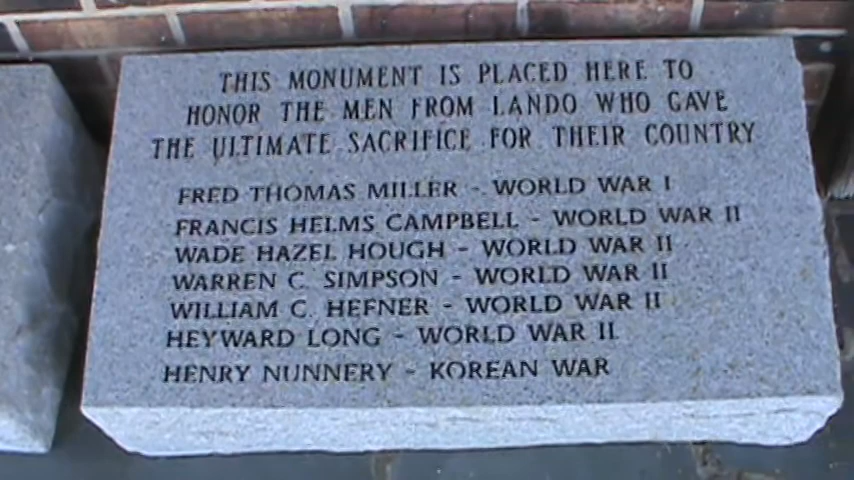 THIS MONUMENT IS PLACED HERE TO
HONOR THE MEN FROM LANDO WHO GAVE
THE ULTIMATE SACRIFICE FOR THEIR COUNTRY
FRED THOMAS MILLER - WORLD WAR I
FRANCIS HELMS CAMPBELL - WORLD WAR II
WADE HAZEL HOUGH - WORLD WAR II
WARREN C. SIMPSON - WORLD WAR II
WILLIAM C. HEFNER - WORLD WAR II
HEYWARD LONG - WORLD WAR II
HENRY NUNNERY - KOREAN WAR